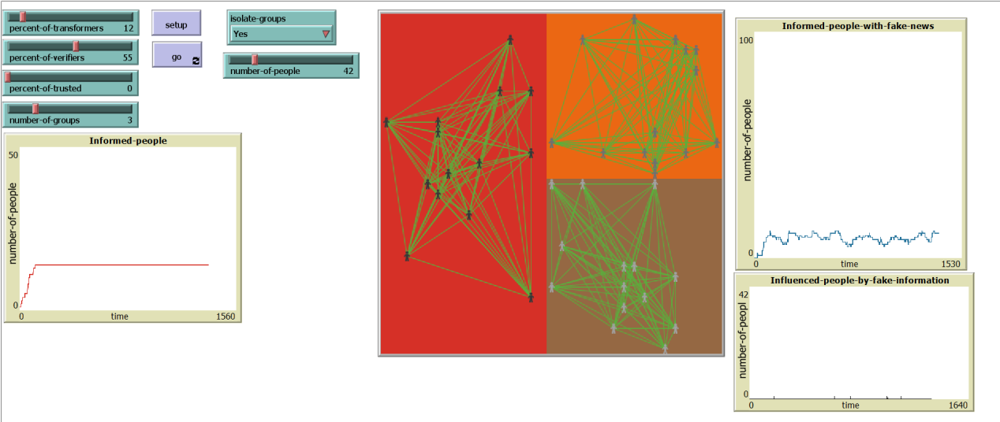 percent-of-transformers 12
percent-of-verifiers 55
percent-of-trusted 0
number-of-groups 3
setup
go
isolate-groups
Yes
number-of-people 42
Informed-people
50
number-of-people
0
0 time 1560
Informed-people-with-fake-news
100
number-of-people
0
0 time 1530
Influenced-people-by-fake-information
42
number-of-peopl
0 time 1640